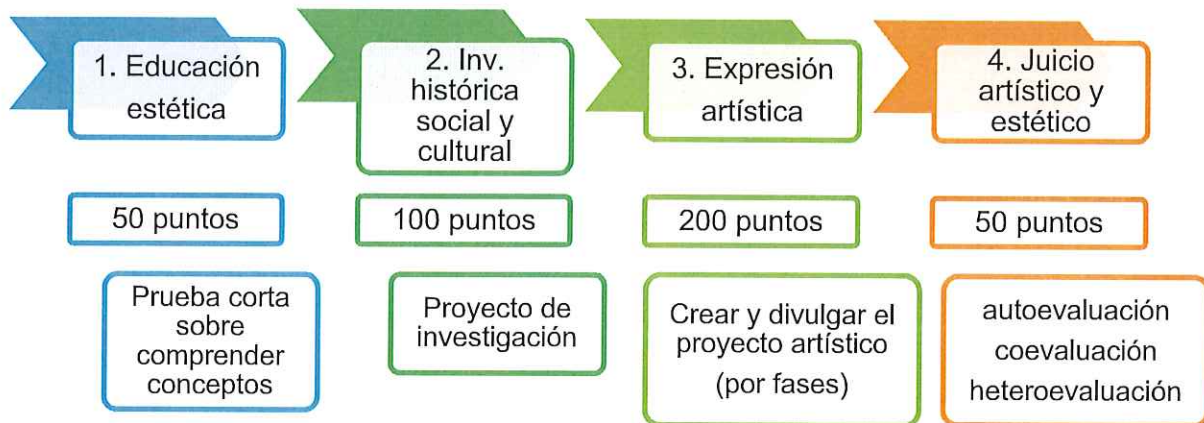 1. Educación
estética
2. Inv.
histórica
social y
cultural
3. Expresión
artística
4. Juicio
artístico y
estético
50 puntos
100 puntos
200 puntos
50 puntos
Prueba corta
sobre
comprender
conceptos
Proyecto de
investigación
Crear y divulgar el
proyecto artístico
(por fases)
autoevaluación
coevaluación
heteroevaluación